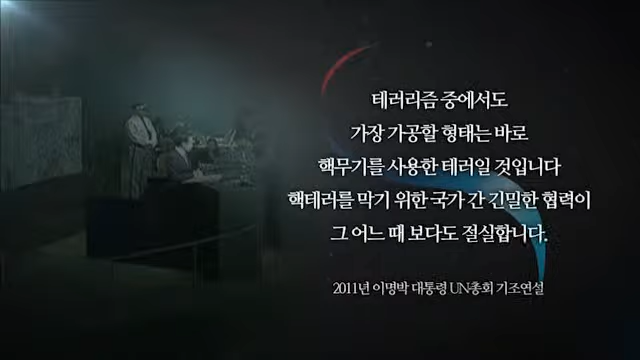 테러리즘 중에서도
가장 가공할 형태는 바로
핵무기를 사용한 테러일 것입니다
핵테러를 막기 위한 국가 간 긴밀한 협력이
그 어느 때 보다도 절실합니다.
2011년 이명박 대통령 UN총회 기조연설